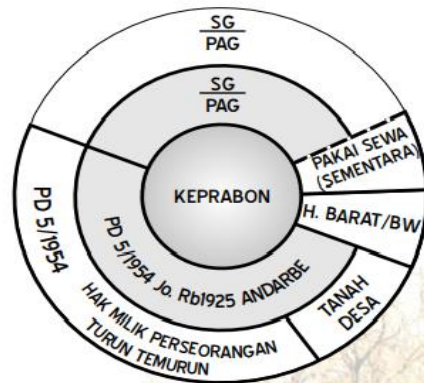 SG
PAG
SG
PAG
KEPRABON
PAKAI SEWA
(SEMENTARA)
H. BARAT/BW
TANAH
DESA
PD 5/1954 Jo. Rb1925 ANDARBE
PD 5/1954
HAK MILIK PERSEORANGAN
TURUN TEMURUN